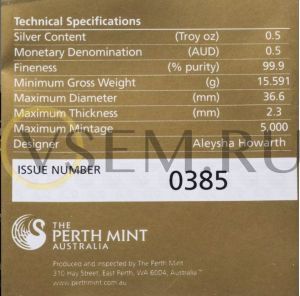 Technical Specifications
Silver Content (Troy oz) 0.5
Monetary Denomination (AUD) 0.5
Fineness (% purity) 99.9
Minimum Gross Weight (g) 15.591
Maximum Diameter (mm) 36.6
Maximum Thickness (mm) 2.3
Maximum Mintage 5,000
Designer Aleysha Howarth
VSEM.RU
ISSUE NUMBER 0385
THE
PERTH MINT
AUSTRALIA
Produced and inspected by The Perth Mint
310 Hay Street, East Perth, WA 6004, Australia™
www.perthmint.com.au